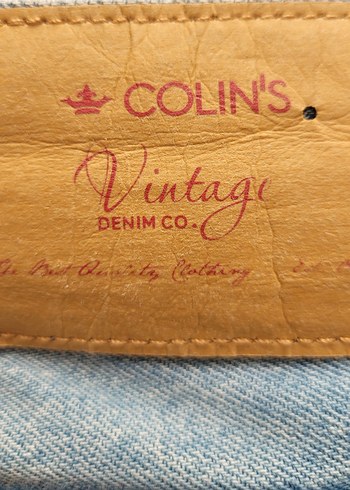 COLIN'S
Vintage
DENIM CO.
The Best Quality Clothing